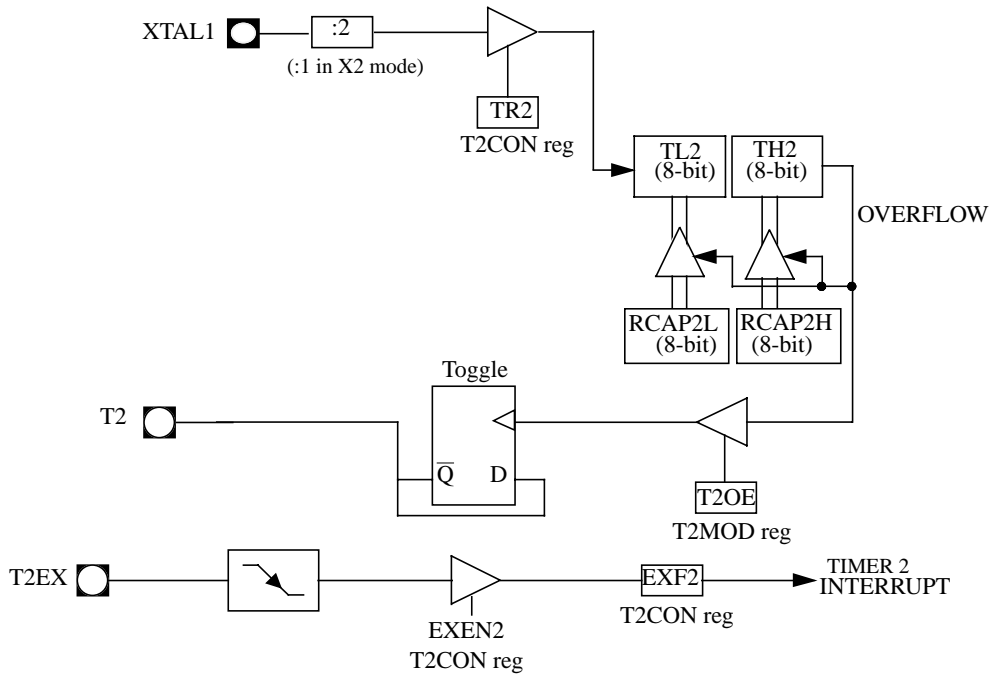 XTAL1
:2
(:1 in X2 mode)
TR2
T2CON reg
TL2
(8-bit)
TH2
(8-bit)
OVERFLOW
RCAP2L
(8-bit)
RCAP2H
(8-bit)
Toggle
T2
Q̅
D
T2OE
T2MOD reg
T2EX
EXEN2
T2CON reg
EXF2
T2CON reg
TIMER 2
INTERRUPT